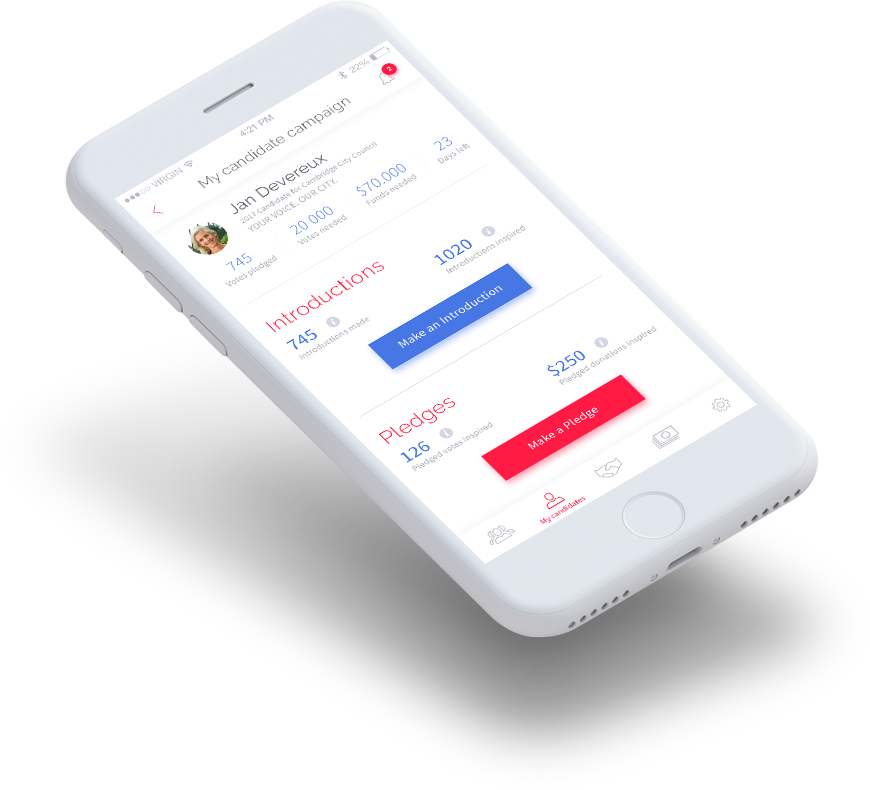 VIRGIN
4:21 PM
22%
My candidate campaign
2
Jan Devereux
2017 Candidate for Cambridge City Council
YOUR VOICE. OUR CITY.
745
Votes pledged
20 000
Votes needed
$70.000
Funds needed
23
Days left
Introductions
745
Introductions made
1020
Introductions inspired
Make an Introduction
Pledges
126
Pledged votes inspired
$250
Pledged donations inspired
Make a Pledge
My candidates